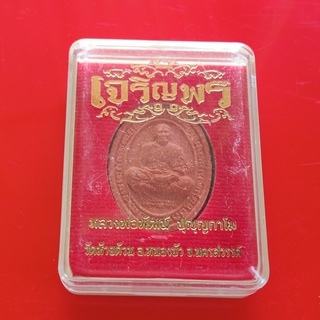 เจริญพร
หลวงพ่อพัฒน์ ปุญฺญกาโม
วัดห้วยด้วน อ.หนองบัว จ.นครสวรรค์